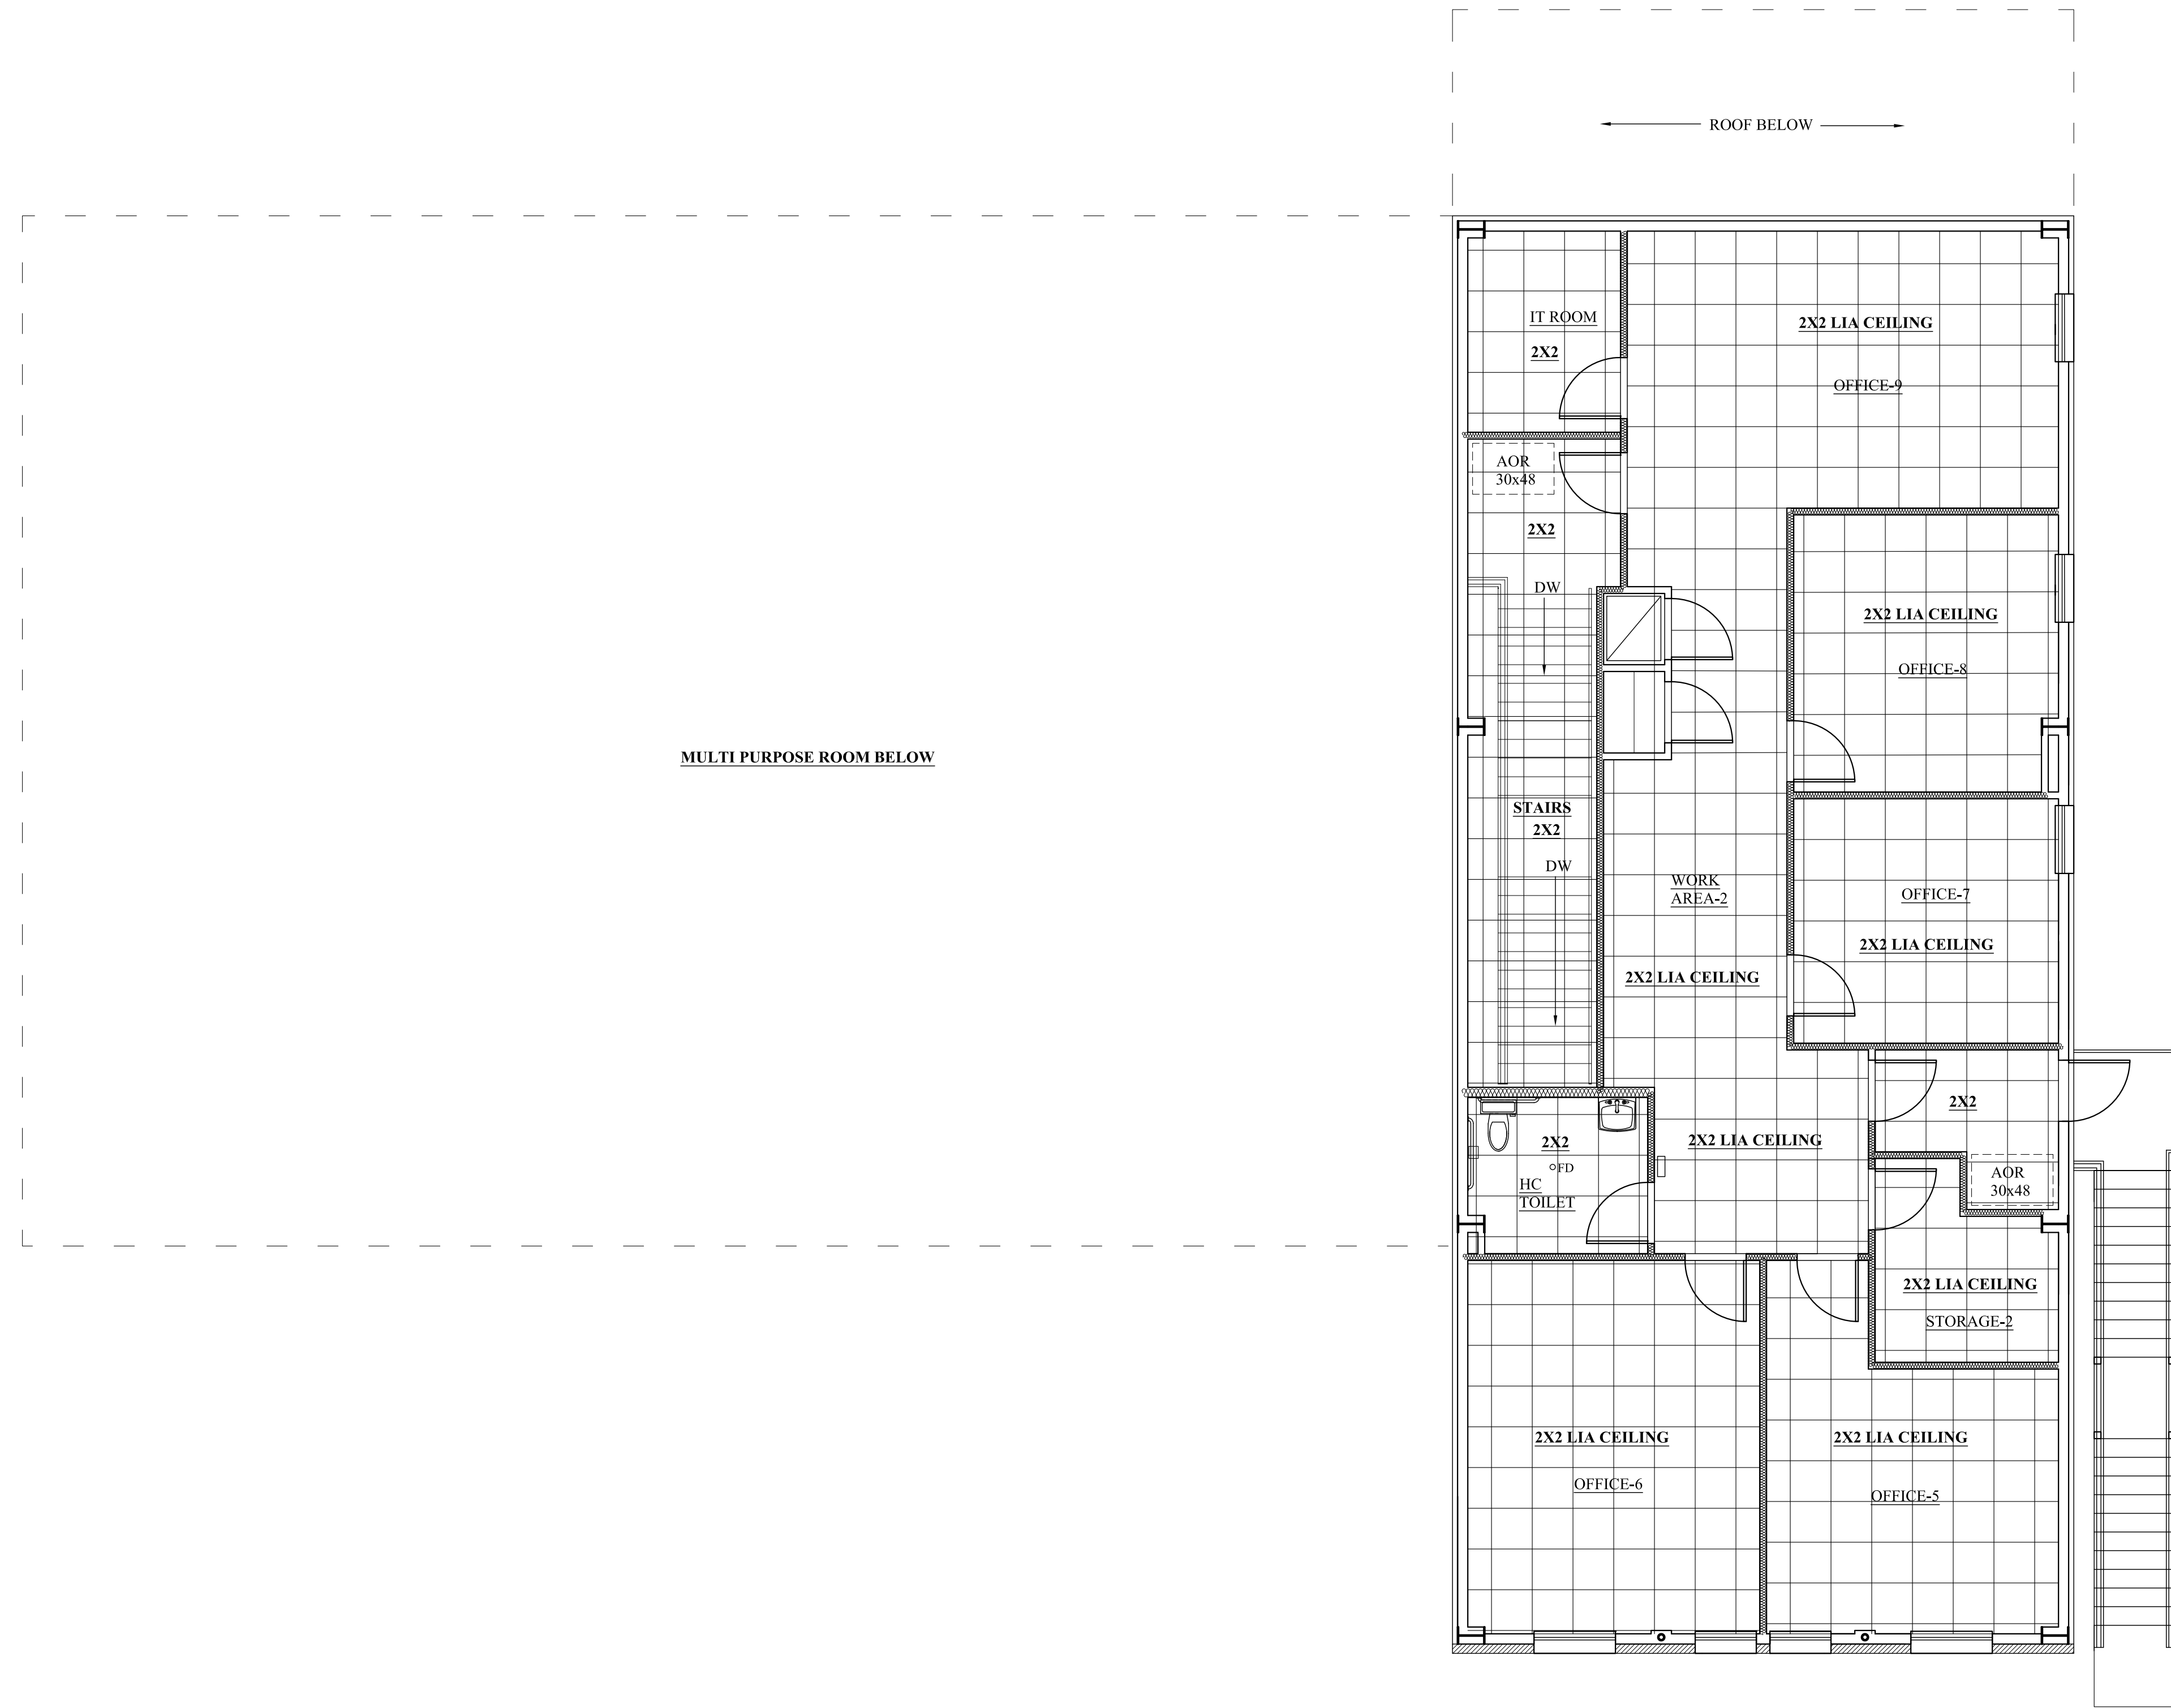 ROOF BELOW
IT ROOM
2X2
2X2 LIA CEILING
OFFICE-9
AOR
30x48
2X2
DW
2X2 LIA CEILING
OFFICE-8
MULTI PURPOSE ROOM BELOW
STAIRS
2X2
DW
WORK
AREA-2
OFFICE-7
2X2 LIA CEILING
2X2 LIA CEILING
2X2
2X2
FD
HC
TOILET
2X2 LIA CEILING
AOR
30x48
2X2 LIA CEILING
STORAGE-2
2X2 LIA CEILING
OFFICE-6
2X2 LIA CEILING
OFFICE-5